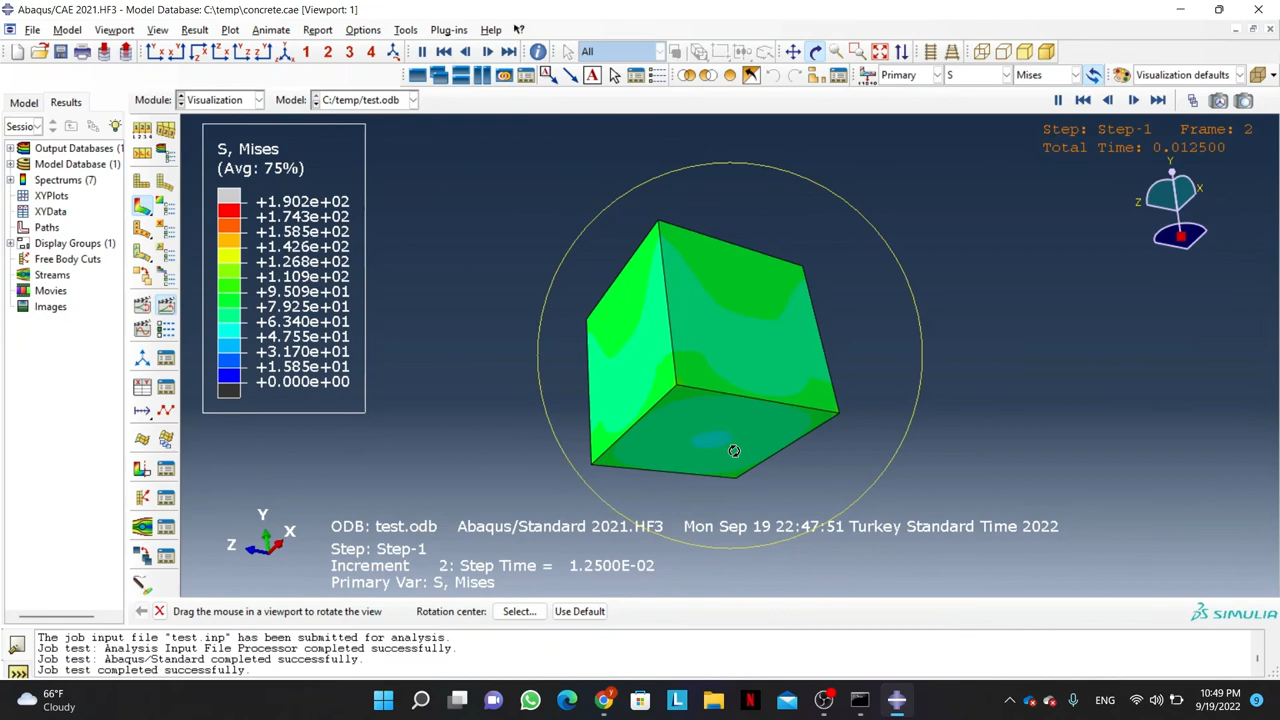 Abaqus/CAE 2021.HF3 - Model Database: C:\temp\concrete.cae [Viewport: 1]
File Model Viewport View Result Plot Animate Report Options Tools Plug-ins Help
1 2 3 4 All
Primary S Mises Visualization defaults
Model Results Module: Visualization Model: C:/temp/test.odb
Sessio
Output Databases (1
Model Database (1)
Spectrums (7)
XYPlots
XYData
Paths
Display Groups (1)
Free Body Cuts
Streams
Movies
Images
S, Mises
(Avg: 75%)
+1.902e+02
+1.743e+02
+1.585e+02
+1.426e+02
+1.268e+02
+1.109e+02
+9.509e+01
+7.925e+01
+6.340e+01
+4.755e+01
+3.170e+01
+1.585e+01
+0.000e+00
Step: Step-1 Frame: 2
Total Time: 0.012500
Y
X
Z
Y
X
Z
ODB: test.odb Abaqus/Standard 2021.HF3 Mon Sep 19 22:47:51 Turkey Standard Time 2022
Step: Step-1
Increment 2: Step Time = 1.2500E-02
Primary Var: S, Mises
Drag the mouse in a viewport to rotate the view Rotation center: Select... Use Default
SIMULIA
The job input file "test.inp" has been submitted for analysis.
Job test: Analysis Input File Processor completed successfully.
Job test: Abaqus/Standard completed successfully.
Job test completed successfully.
>>>
66°F
Cloudy
L
N
ENG
10:49 PM
9/19/2022